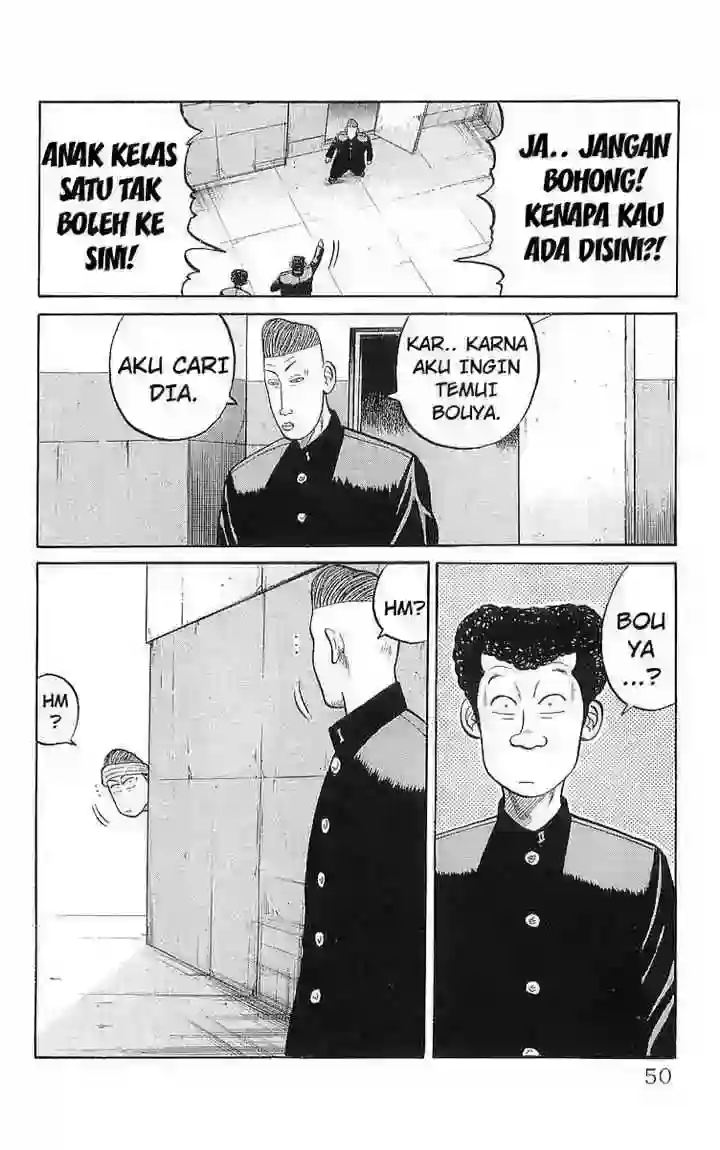 JA.. JANGAN
BOHONG!
KENAPA KAU
ADA DISINI?!
ANAK KELAS
SATU TAK
BOLEH KE
SINI!
KAR.. KARNA
AKU INGIN
TEMUI
BOUYA.
AKU CARI
DIA.
BOU
YA
...?
HM?
HM
?
50